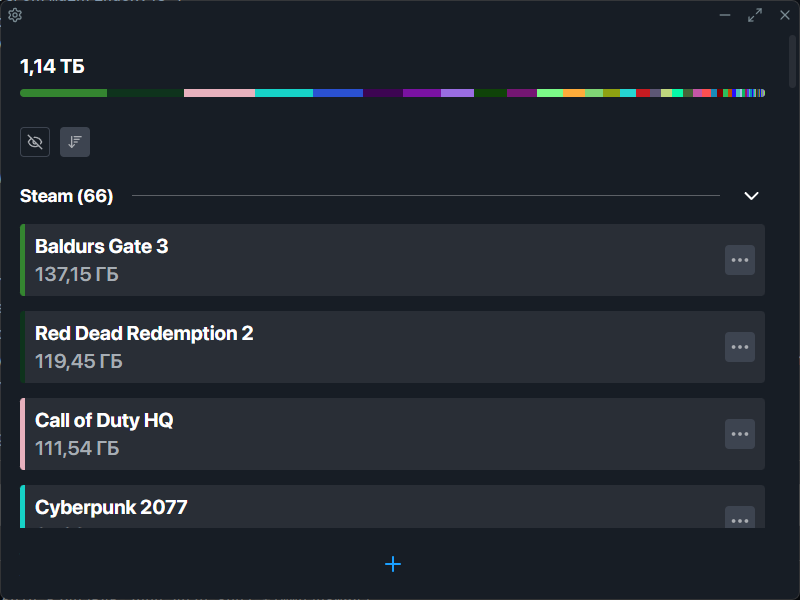 1,14 ТБ
Steam (66)
Baldurs Gate 3
137,15 ГБ
Red Dead Redemption 2
119,45 ГБ
Call of Duty HQ
111,54 ГБ
Cyberpunk 2077